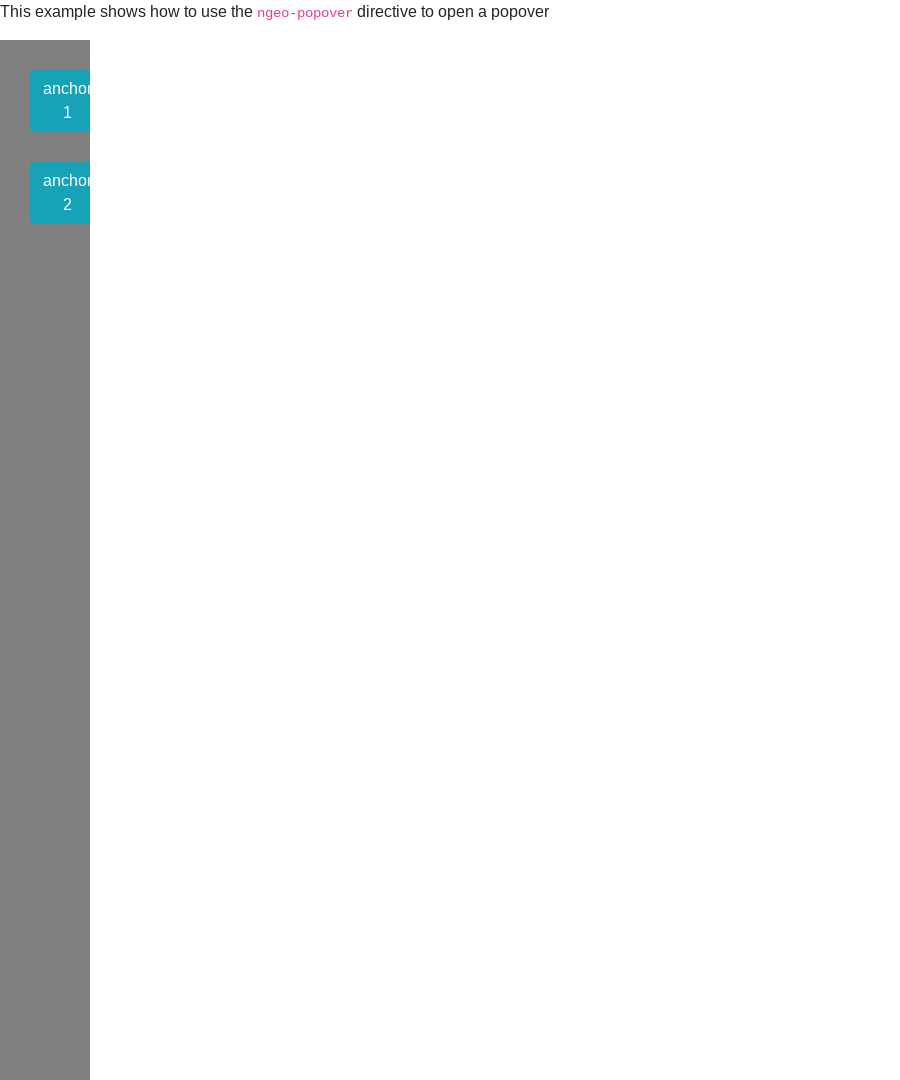 This example shows how to use the ngeo-popover directive to open a popover
anchor
1
anchor
2